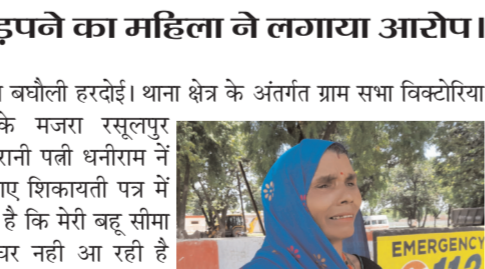 ड़पने का महिला ने लगाया आरोप।
बघौली हरदोई। थाना क्षेत्र के अंतर्गत ग्राम सभा विक्टोरिया
के मजरा रसूलपुर
रानी पत्नी धनीराम नें
शिकायती पत्र में
है कि मेरी बहू सीमा
घर नही आ रही है
EMERGENCY
112